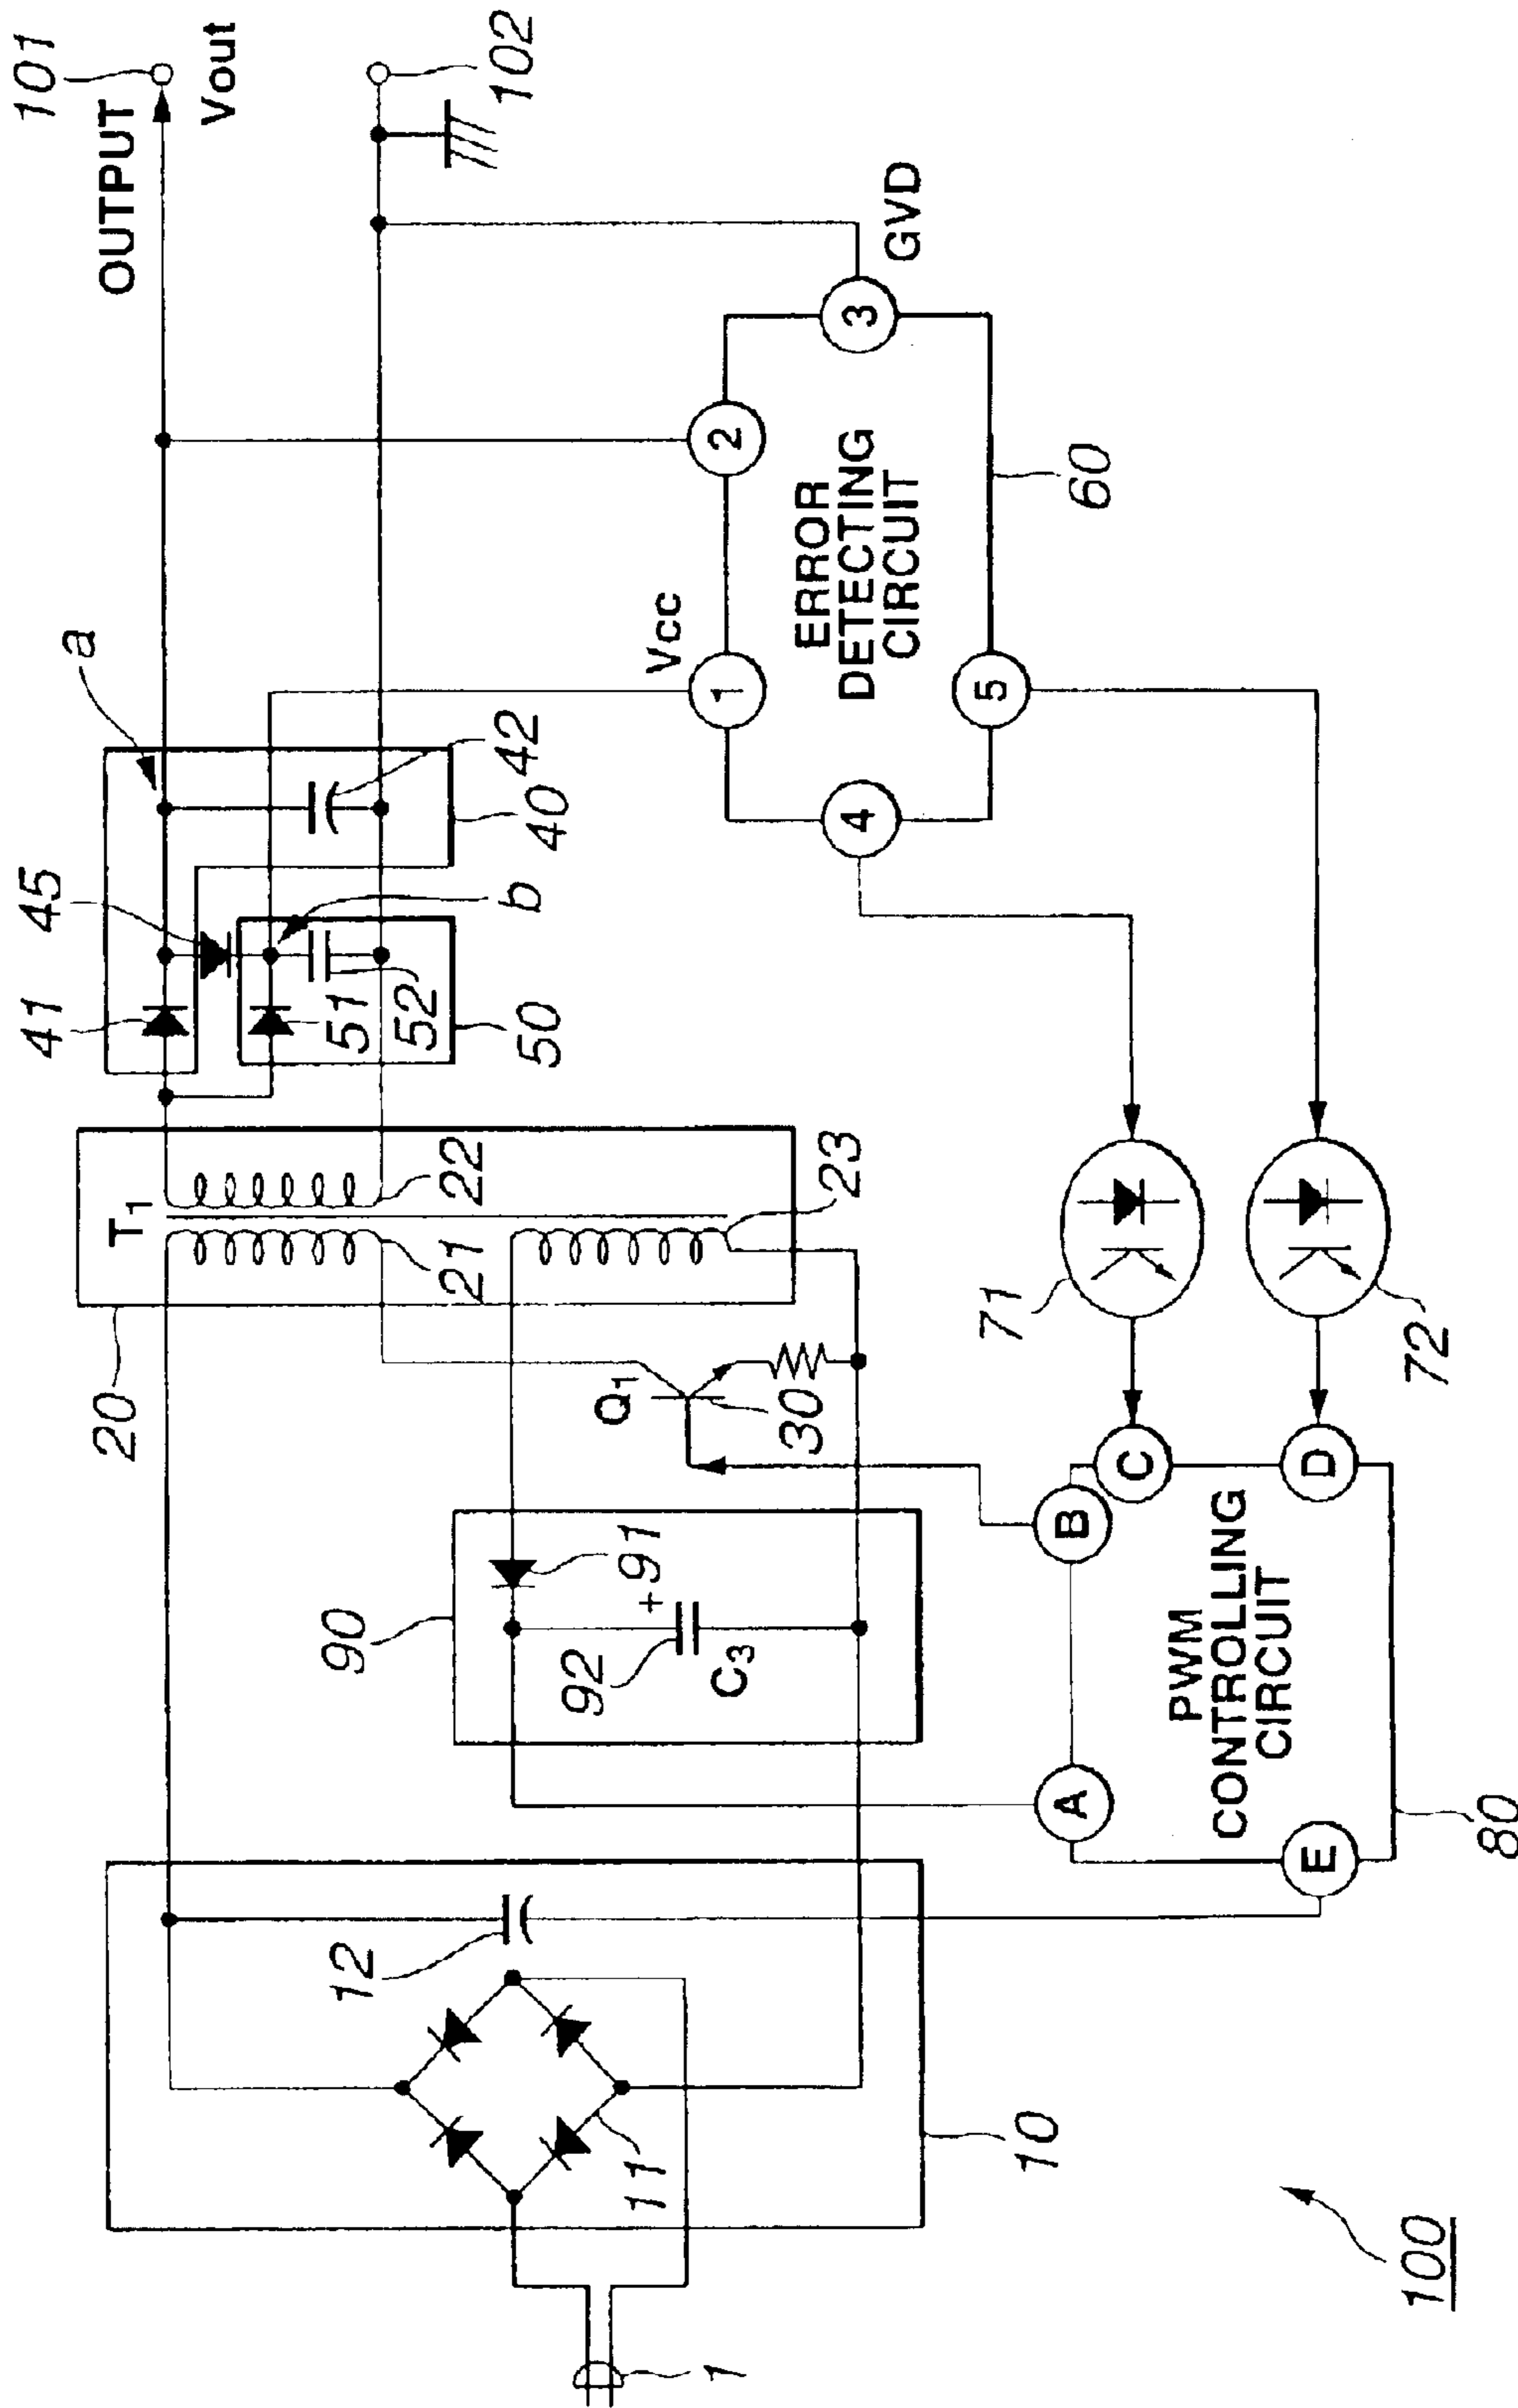 101
OUTPUT
Vout
102
a
45
41
b
42
40
51
52
50
GVD
3
2
Vcc
1
ERROR
DETECTING
CIRCUIT
60
4
5
T1
22
21
23
20
Q1
30
71
72
90
91
+
92
C3
A
B
C
D
E
PWM
CONTROLLING
CIRCUIT
80
12
11
10
1
100